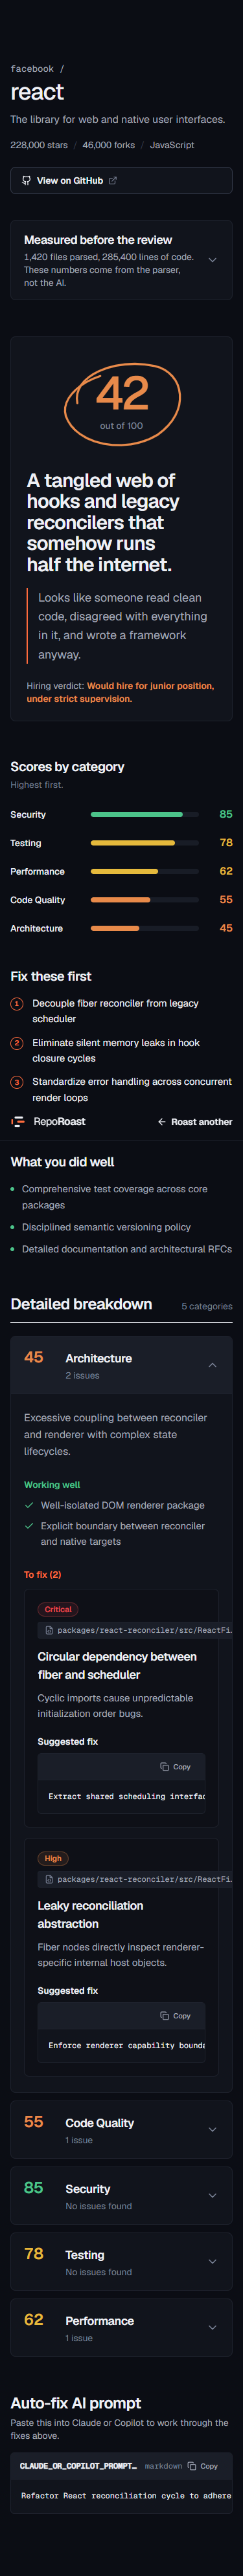 facebook /
react
The library for web and native user interfaces.
228,000 stars / 46,000 forks / JavaScript
View on GitHub
Measured before the review
1,420 files parsed, 285,400 lines of code.
These numbers come from the parser,
not the AI.
42
out of 100
A tangled web of
hooks and legacy
reconcilers that
somehow runs
half the internet.
Looks like someone read clean
code, disagreed with everything
in it, and wrote a framework
anyway.
Hiring verdict: Would hire for junior position,
under strict supervision.
Scores by category
Highest first.
Security 85
Testing 78
Performance 62
Code Quality 55
Architecture 45
Fix these first
1 Decouple fiber reconciler from legacy
scheduler
2 Eliminate silent memory leaks in hook
closure cycles
3 Standardize error handling across concurrent
render loops
RepoRoast
Roast another
What you did well
Comprehensive test coverage across core
packages
Disciplined semantic versioning policy
Detailed documentation and architectural RFCs
Detailed breakdown 5 categories
45 Architecture
2 issues
Excessive coupling between reconciler
and renderer with complex state
lifecycles.
Working well
Well-isolated DOM renderer package
Explicit boundary between reconciler
and native targets
To fix (2)
Critical
packages/react-reconciler/src/ReactFi…
Circular dependency between
fiber and scheduler
Cyclic imports cause unpredictable
initialization order bugs.
Suggested fix
Copy
Extract shared scheduling interfac
High
packages/react-reconciler/src/ReactFi…
Leaky reconciliation
abstraction
Fiber nodes directly inspect renderer-
specific internal host objects.
Suggested fix
Copy
Enforce renderer capability bounda
55 Code Quality
1 issue
85 Security
No issues found
78 Testing
No issues found
62 Performance
1 issue
Auto-fix AI prompt
Paste this into Claude or Copilot to work through the
fixes above.
CLAUDE_OR_COPILOT_PROMPT… markdown Copy
Refactor React reconciliation cycle to adhere